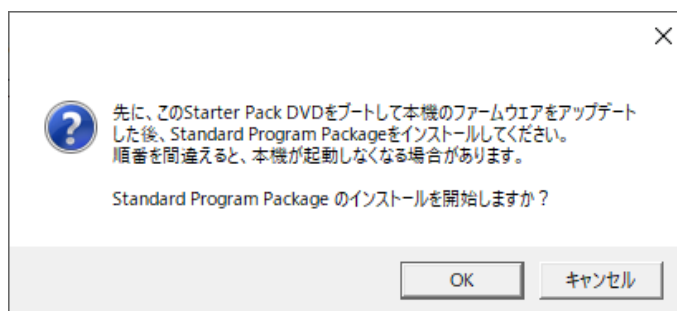 先に、このStarter Pack DVDをブートして本機のファームウェアをアップデート
した後、Standard Program Packageをインストールしてください。
順番を間違えると、本機が起動しなくなる場合があります。
Standard Program Package のインストールを開始しますか？
OK
キャンセル